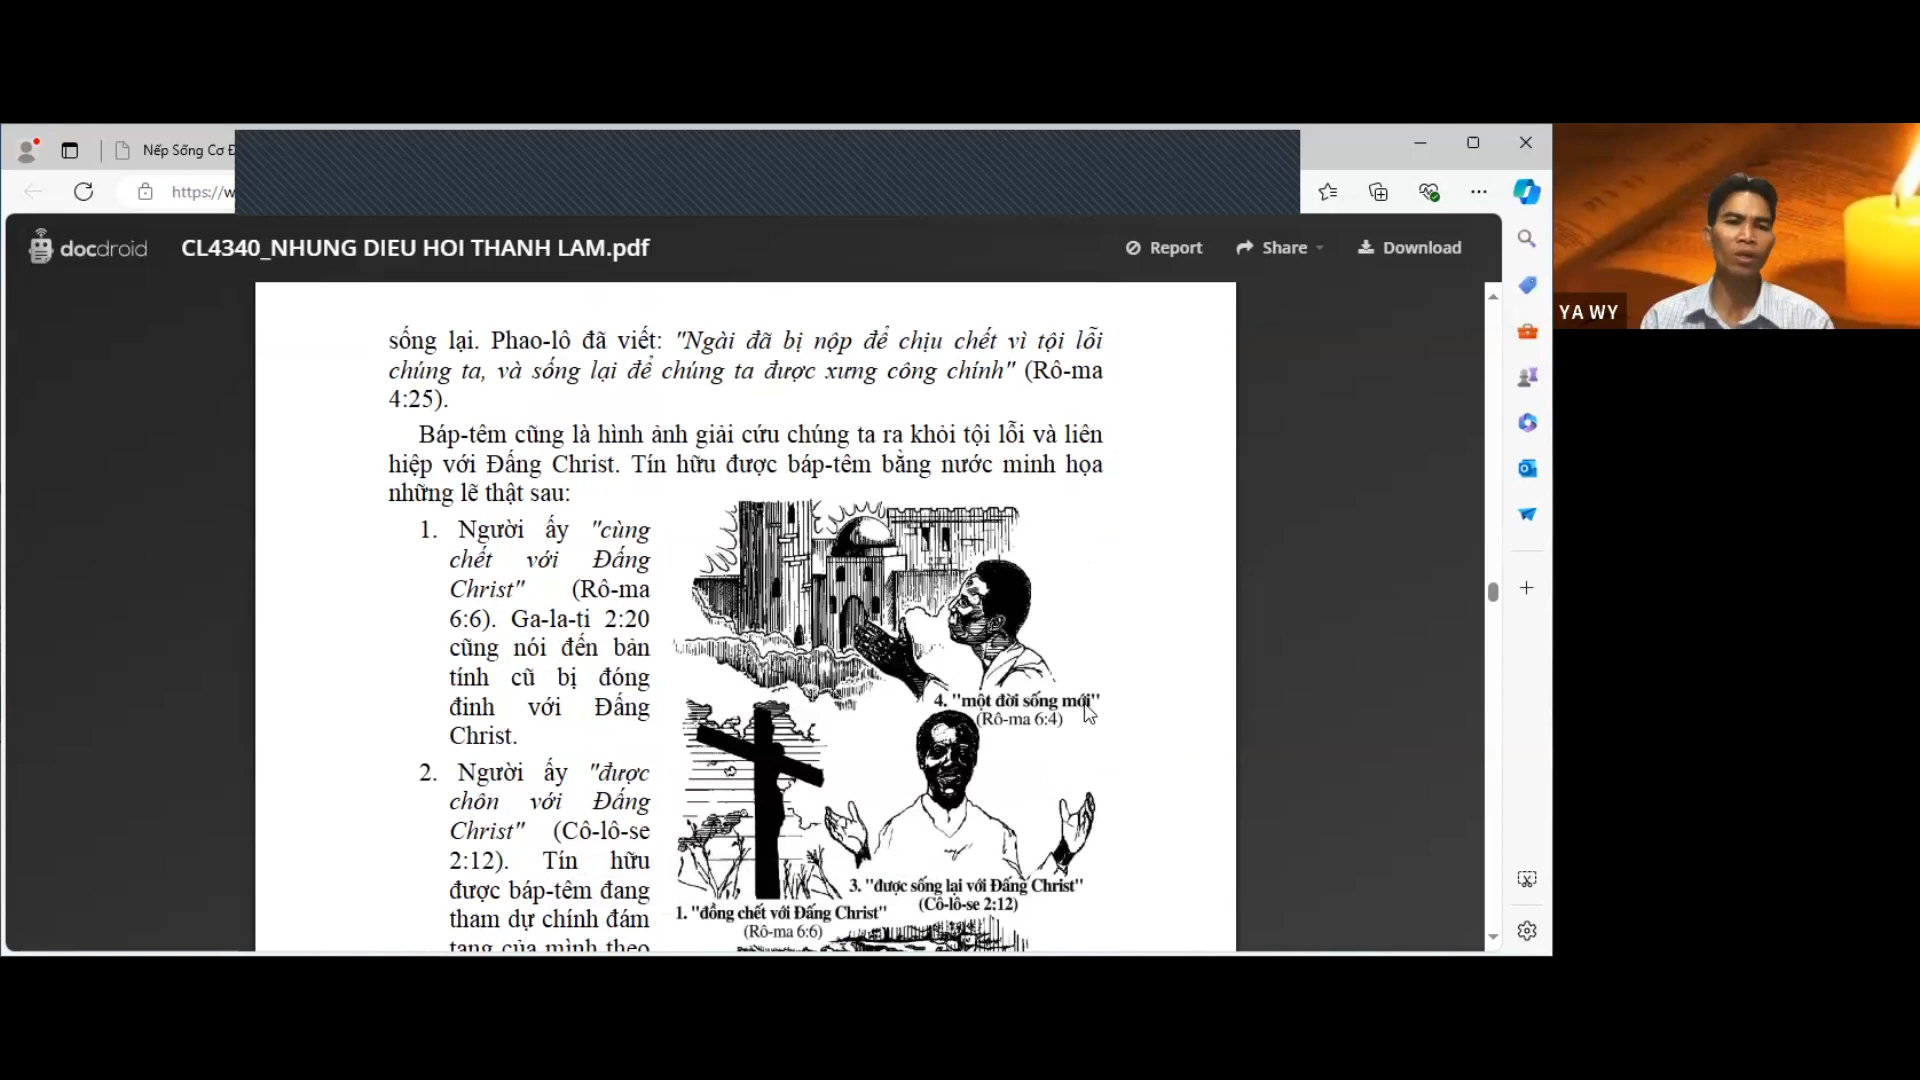 Nếp Sống Cơ Đ
https://w
docdroid
CL4340_NHUNG DIEU HOI THANH LAM.pdf
Report
Share
Download
YA WY
sống lại. Phao-lô đã viết: "Ngài đã bị nộp để chịu chết vì tội lỗi
chúng ta, và sống lại để chúng ta được xưng công chính" (Rô-ma
4:25).
Báp-têm cũng là hình ảnh giải cứu chúng ta ra khỏi tội lỗi và liên
hiệp với Đấng Christ. Tín hữu được báp-têm bằng nước minh họa
những lẽ thật sau:
1. Người ấy "cùng
chết với Đấng
Christ" (Rô-ma
6:6). Ga-la-ti 2:20
cũng nói đến bản
tính cũ bị đóng
đinh với Đấng
Christ.
2. Người ấy "được
chôn với Đấng
Christ" (Cô-lô-se
2:12). Tín hữu
được báp-têm đang
tham dự chính đám
tang của mình theo
4. "một đời sống mới"
(Rô-ma 6:4)
3. "được sống lại với Đấng Christ"
(Cô-lô-se 2:12)
1. "đồng chết với Đấng Christ"
(Rô-ma 6:6)